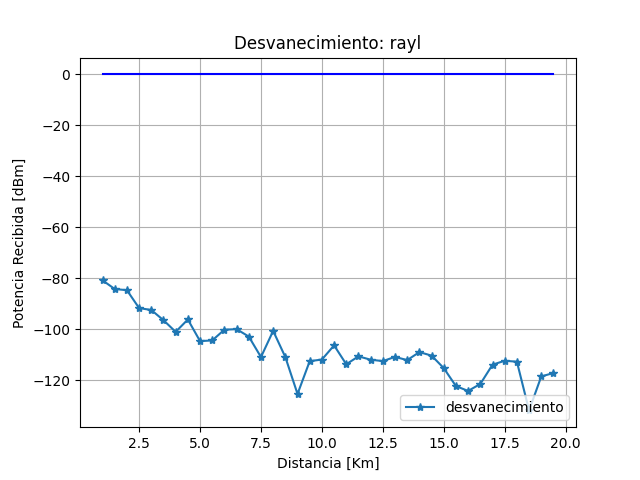 Desvanecimiento: rayl
Potencia Recibida [dBm]
0
−20
−40
−60
−80
−100
−120
desvanecimiento
2.5 5.0 7.5 10.0 12.5 15.0 17.5 20.0
Distancia [Km]